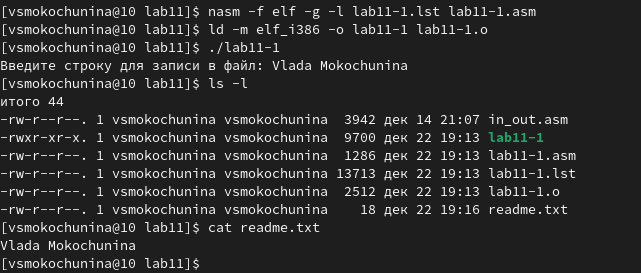 [vsmokochunina@10 lab11]$ nasm -f elf -g -l lab11-1.lst lab11-1.asm
[vsmokochunina@10 lab11]$ ld -m elf_i386 -o lab11-1 lab11-1.o
[vsmokochunina@10 lab11]$ ./lab11-1
Введите строку для записи в файл: Vlada Mokochunina
[vsmokochunina@10 lab11]$ ls -l
итого 44
-rw-r--r--. 1 vsmokochunina vsmokochunina  3942 дек 14 21:07 in_out.asm
-rwxr-xr-x. 1 vsmokochunina vsmokochunina  9700 дек 22 19:13 lab11-1
-rw-r--r--. 1 vsmokochunina vsmokochunina  1286 дек 22 19:13 lab11-1.asm
-rw-r--r--. 1 vsmokochunina vsmokochunina 13713 дек 22 19:13 lab11-1.lst
-rw-r--r--. 1 vsmokochunina vsmokochunina  2512 дек 22 19:13 lab11-1.o
-rw-r--r--. 1 vsmokochunina vsmokochunina    18 дек 22 19:16 readme.txt
[vsmokochunina@10 lab11]$ cat readme.txt
Vlada Mokochunina
[vsmokochunina@10 lab11]$